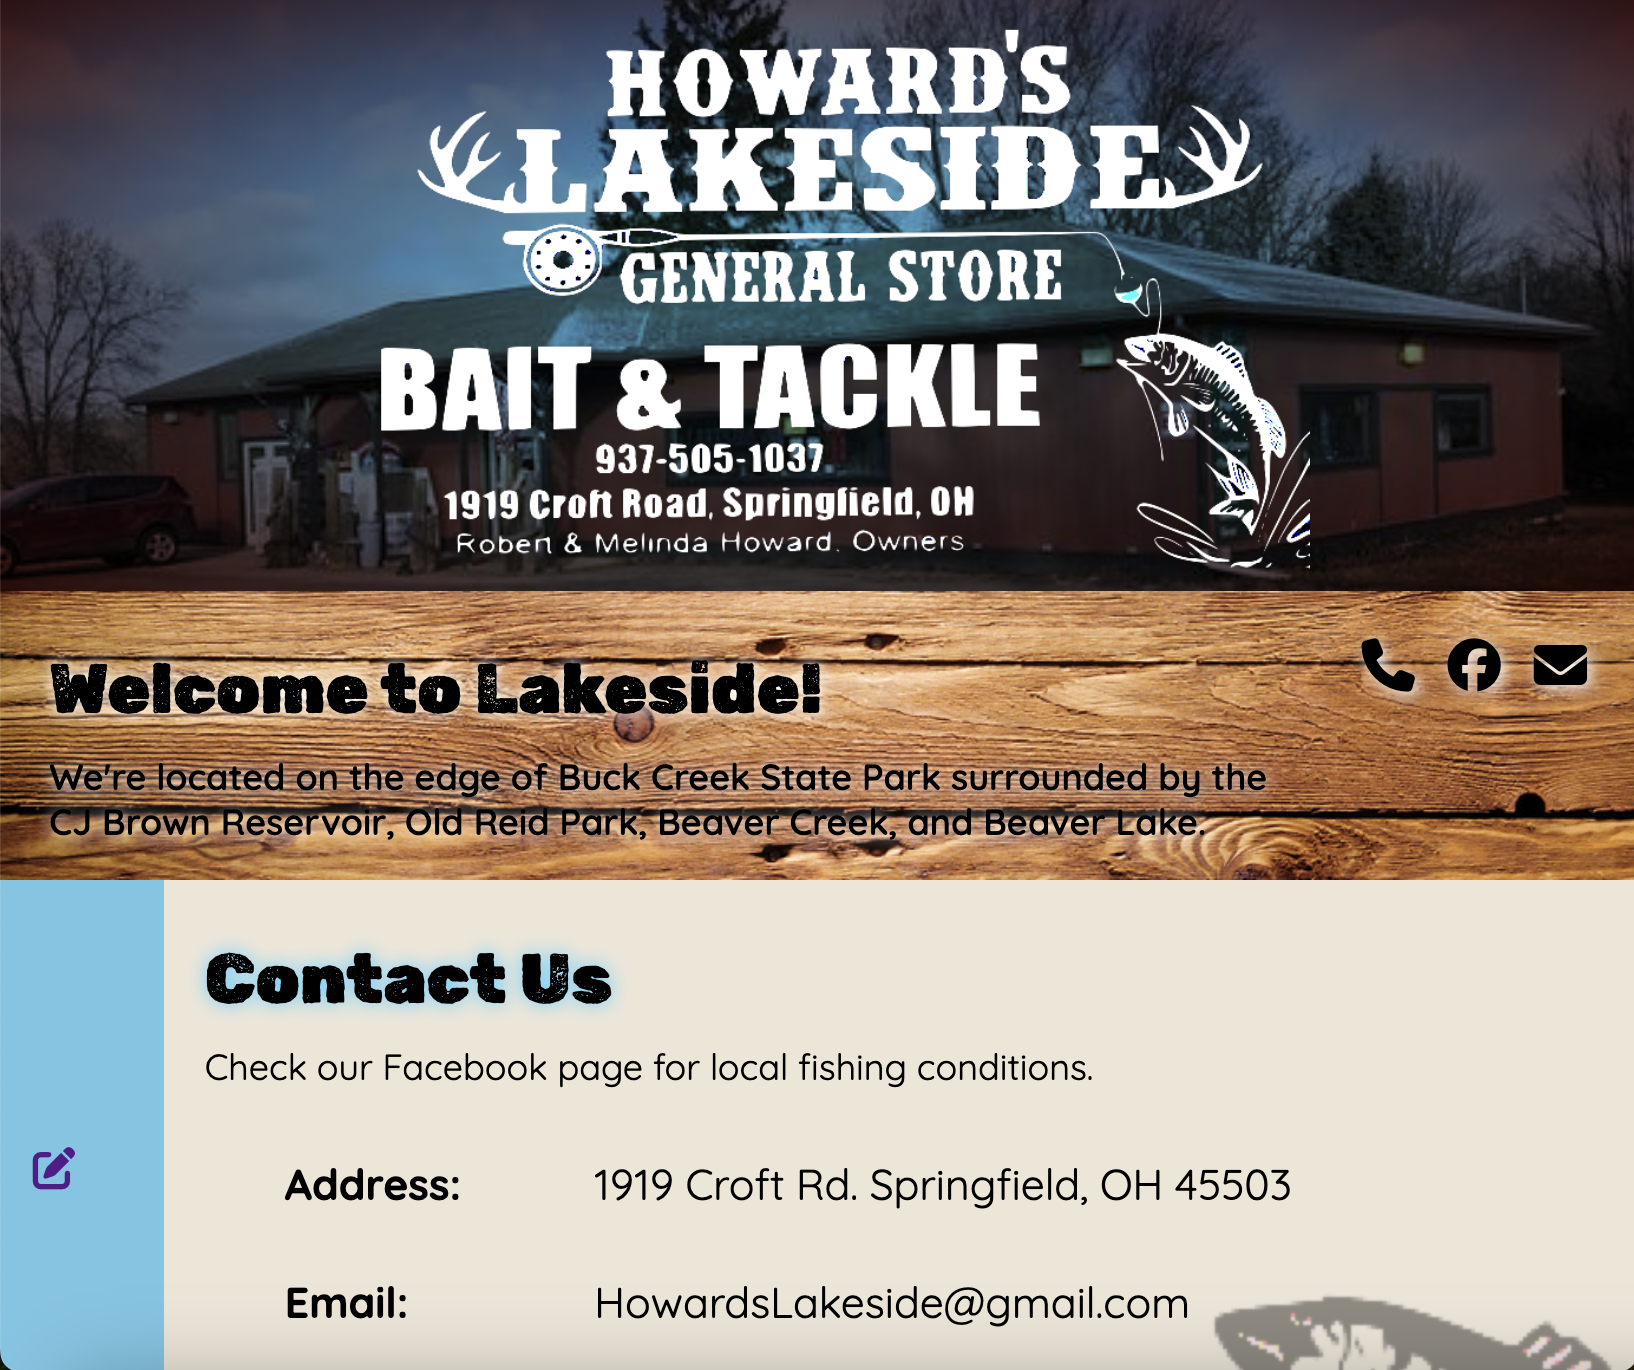 HOWARD'S
LAKESIDE
GENERAL STORE
BAIT & TACKLE
937-505-1037
1919 Croft Road, Springfield, OH
Robert & Melinda Howard, Owners
Welcome to Lakeside!
We're located on the edge of Buck Creek State Park surrounded by the
CJ Brown Reservoir, Old Reid Park, Beaver Creek, and Beaver Lake.
Contact Us
Check our Facebook page for local fishing conditions.
Address: 1919 Croft Rd. Springfield, OH 45503
Email: HowardsLakeside@gmail.com